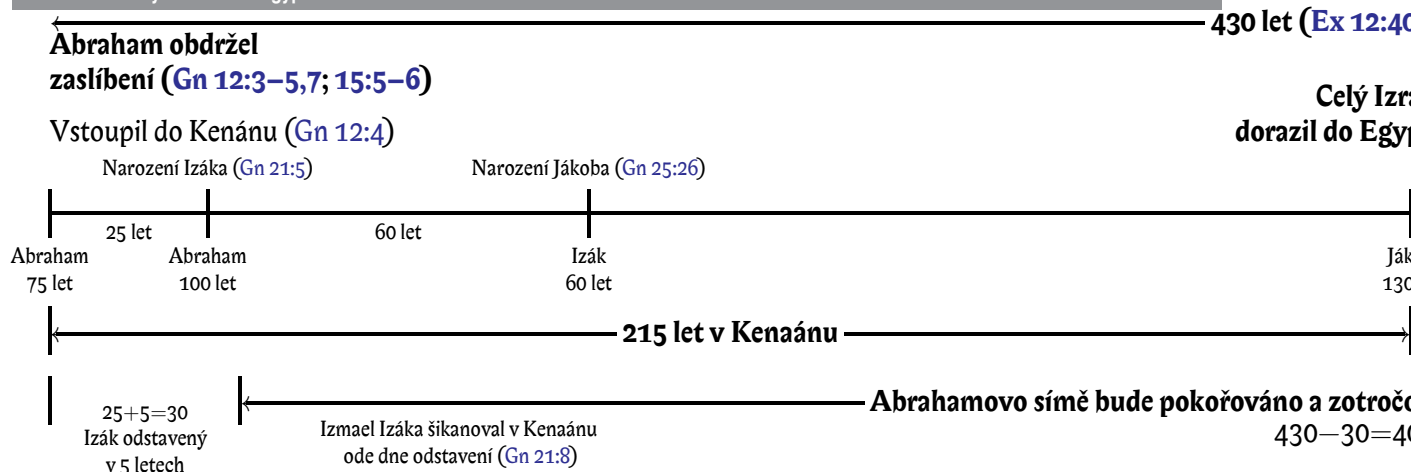 430 let (Ex 12:40
Abraham obdržel
zaslíbení (Gn 12:3–5,7; 15:5–6)
Celý Izra
dorazil do Egyp
Vstoupil do Kenánu (Gn 12:4)
Narození Izáka (Gn 21:5)
Narození Jákoba (Gn 25:26)
25 let
60 let
Abraham
75 let
Abraham
100 let
Izák
60 let
Ják
130
215 let v Kenaánu
Abrahamovo símě bude pokořováno a zotročo
430−30=40
25+5=30
Izák odstavený
v 5 letech
Izmael Izáka šikanoval v Kenaánu
ode dne odstavení (Gn 21:8)